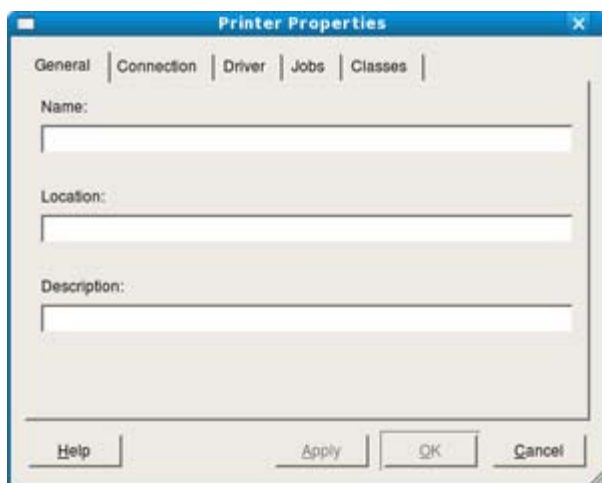 Printer Properties
General Connection Driver Jobs Classes
Name:
Location:
Description:
Help Apply OK Cancel